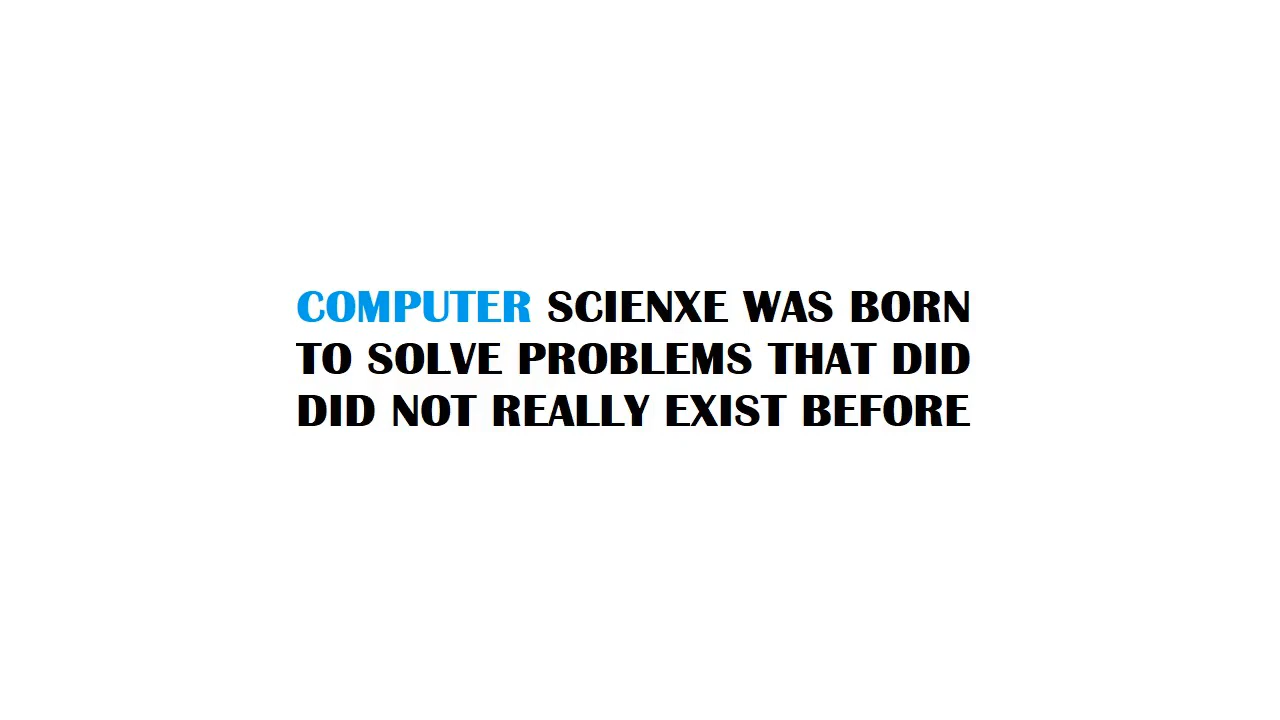 COMPUTER SCIENXE WAS BORN
TO SOLVE PROBLEMS THAT DID
DID NOT REALLY EXIST BEFORE